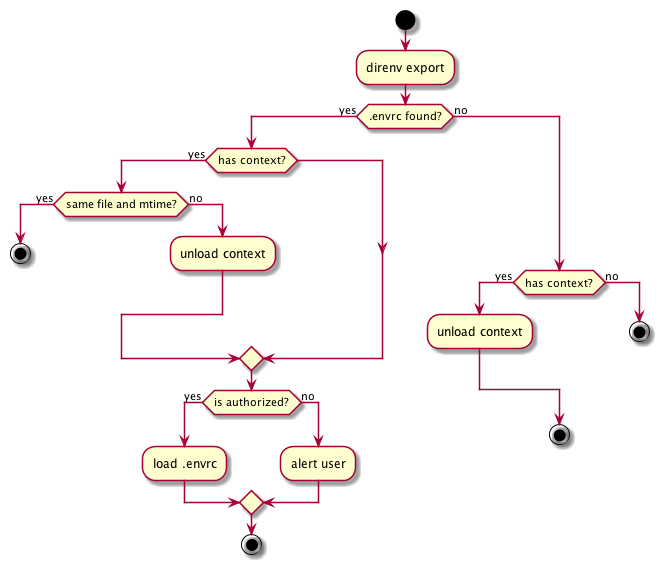 direnv export
yes
.envrc found?
no
yes
has context?
yes
same file and mtime?
no
unload context
yes
has context?
no
unload context
yes
is authorized?
no
load .envrc
alert user